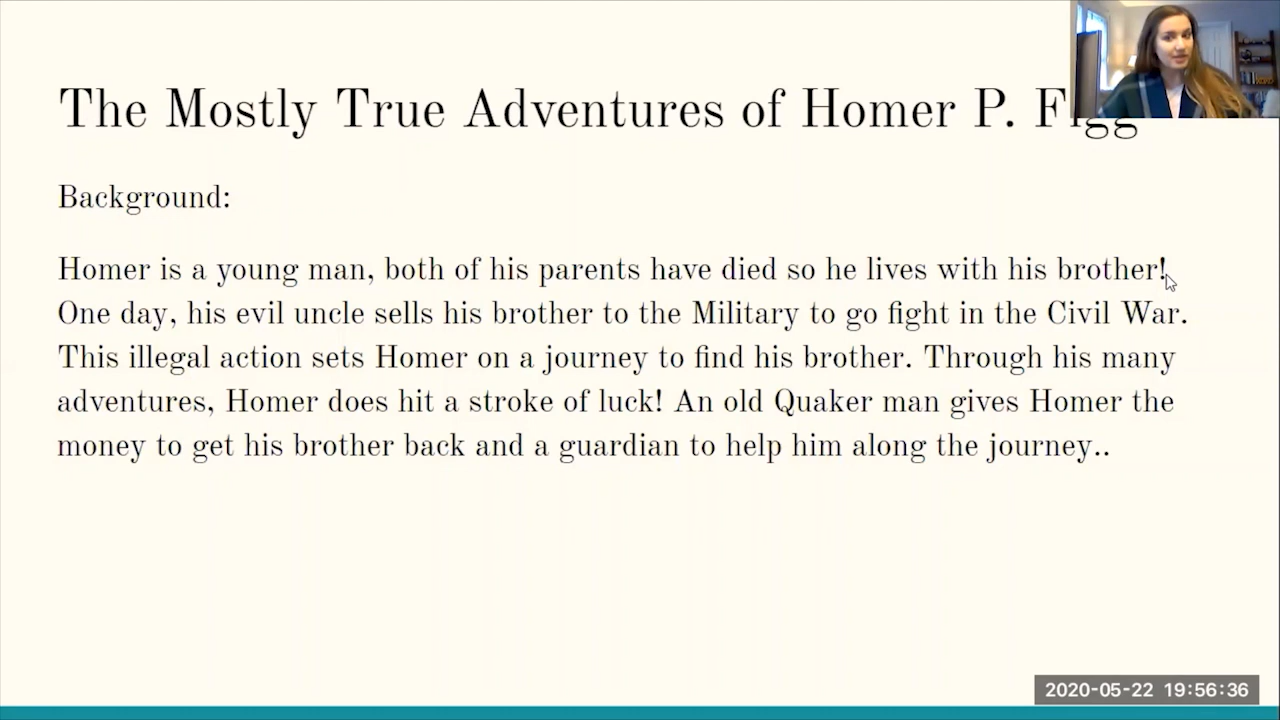 The Mostly True Adventures of Homer P. Figg
Background:
Homer is a young man, both of his parents have died so he lives with his brother!
One day, his evil uncle sells his brother to the Military to go fight in the Civil War.
This illegal action sets Homer on a journey to find his brother. Through his many
adventures, Homer does hit a stroke of luck! An old Quaker man gives Homer the
money to get his brother back and a guardian to help him along the journey..
2020-05-22 19:56:36